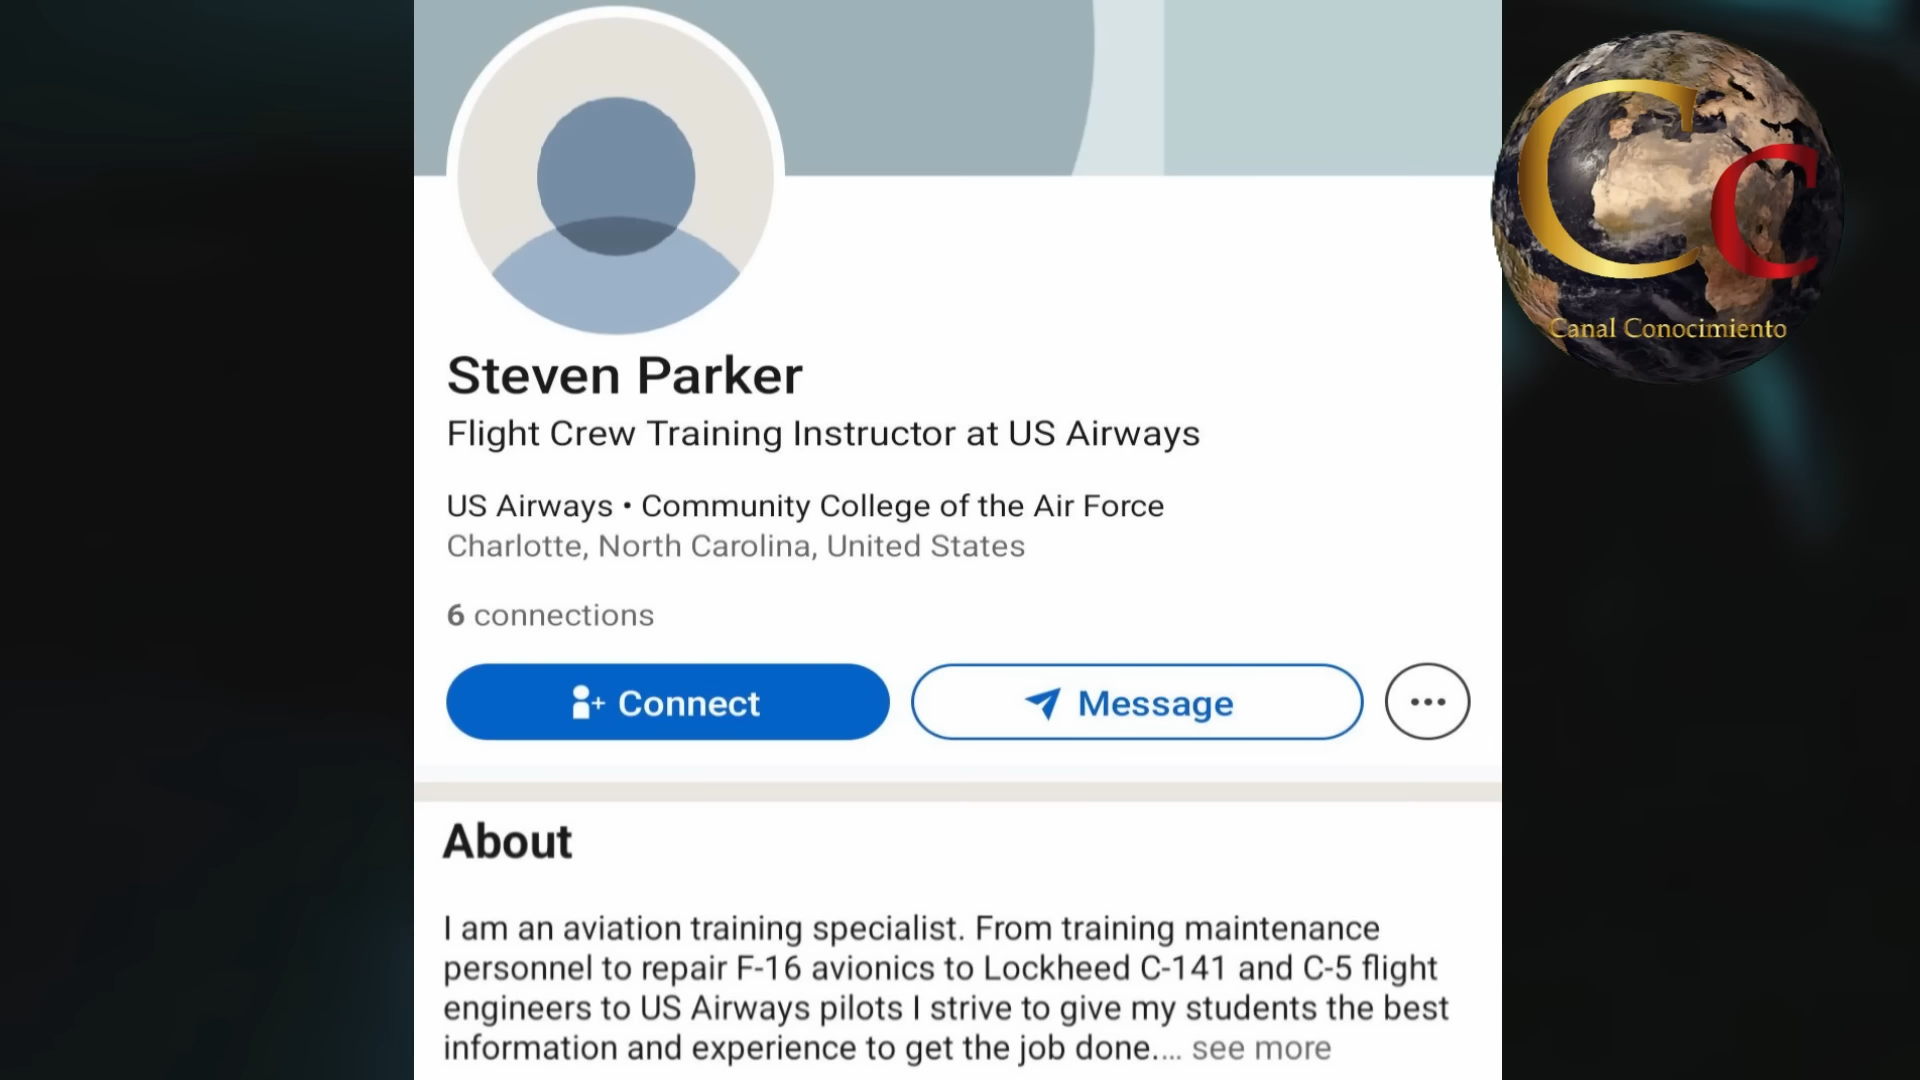 Steven Parker
Flight Crew Training Instructor at US Airways
US Airways • Community College of the Air Force
Charlotte, North Carolina, United States
6 connections
Connect
Message
About
I am an aviation training specialist. From training maintenance
personnel to repair F-16 avionics to Lockheed C-141 and C-5 flight
engineers to US Airways pilots I strive to give my students the best
information and experience to get the job done.... see more
CC
Canal Conocimiento